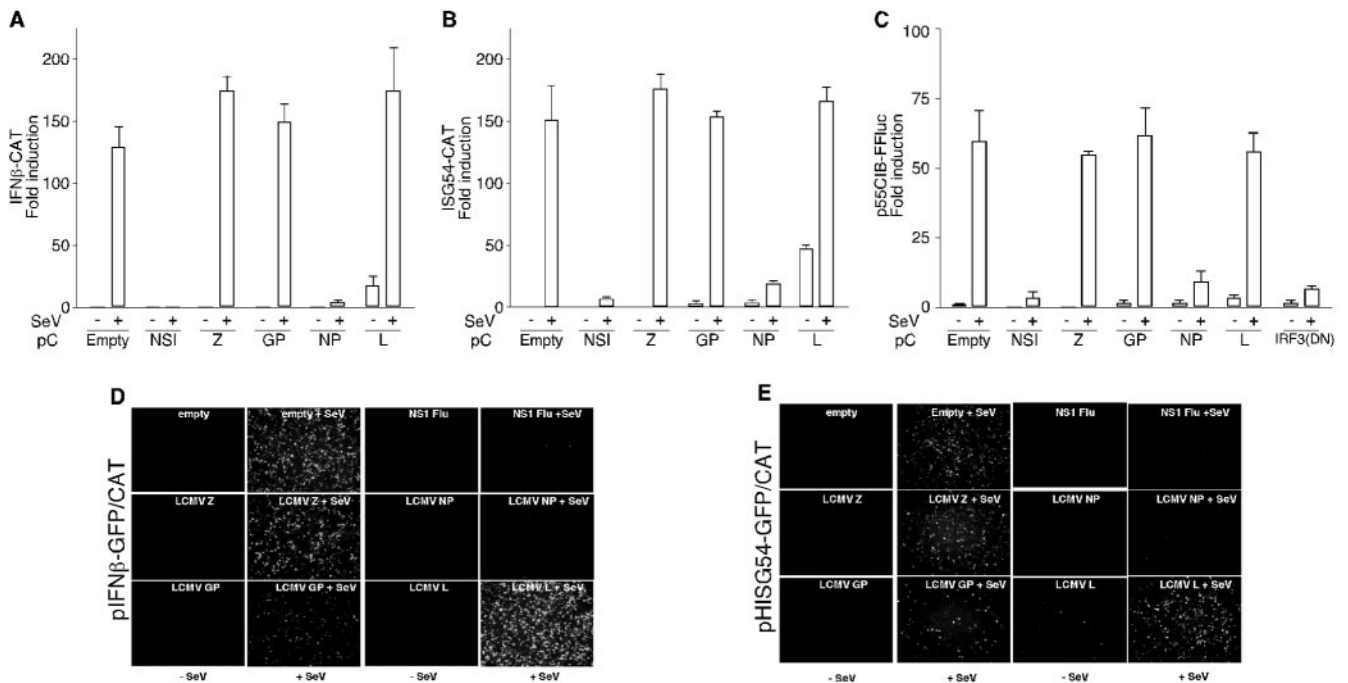 A
IFNβ-CAT
Fold induction
200
150
100
50
0
SeV - + - + - + - + - + - +
pC Empty NSI Z GP NP L
B
ISG54-CAT
Fold induction
200
150
100
50
0
SeV - + - + - + - + - + - +
pC Empty NSI Z GP NP L
C
p55CIB-FFluc
Fold induction
100
75
50
25
0
SeV - + - + - + - + - + - + - +
pC Empty NSI Z GP NP L IRF3(DN)
D
pIFNβ-GFP/CAT
empty empty + SeV NS1 Flu NS1 Flu +SeV
LCMV Z LCMV Z + SeV LCMV NP LCMV NP + SeV
LCMV GP LCMV GP + SeV LCMV L LCMV L + SeV
- SeV + SeV - SeV + SeV
E
pHISG54-GFP/CAT
empty Empty + SeV NS1 Flu NS1 Flu +SeV
LCMV Z LCMV Z + SeV LCMV NP LCMV NP + SeV
LCMV GP LCMV GP + SeV LCMV L LCMV L + SeV
- SeV + SeV - SeV + SeV